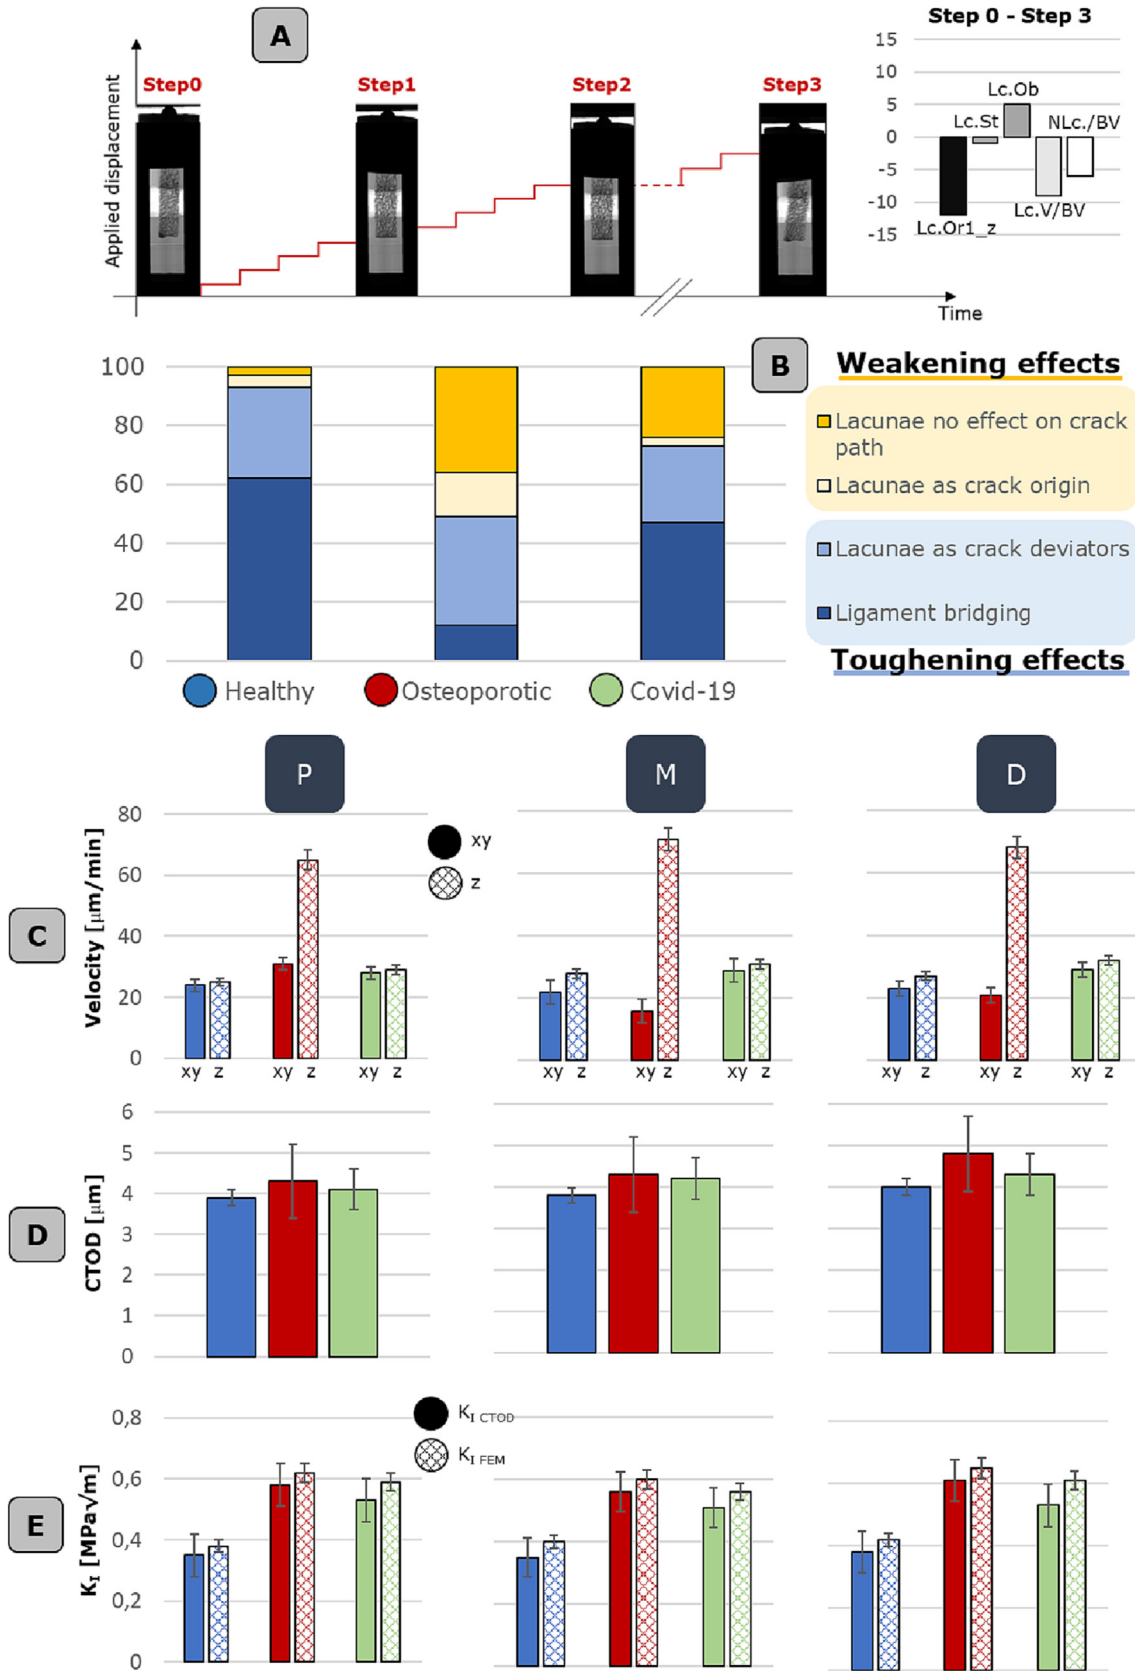 A
Step 0 - Step 3
Applied displacement
Step0
Step1
Step2
Step3
Time
15
10
5
0
-5
-10
-15
Lc.Ob
Lc.St
NLc./BV
Lc.V/BV
Lc.Or1_z
B
100
80
60
40
20
0
Weakening effects
Lacunae no effect on crack
path
Lacunae as crack origin
Lacunae as crack deviators
Ligament bridging
Toughening effects
Healthy
Osteoporotic
Covid-19
P
M
D
C
Velocity [μm/min]
80
60
40
20
0
xy
z
xy z xy z xy z
xy z xy z xy z
xy z xy z xy z
D
CTOD [μm]
6
5
4
3
2
1
0
E
K_I [MPa√m]
0,8
0,6
0,4
0,2
0
K_I CTOD
K_I FEM